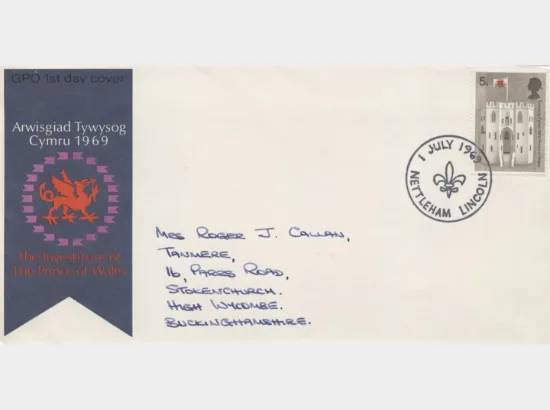 GPO 1st day cover
Arwisgiad Tywysog
Cymru 1969
The Investiture of
The Prince of Wales
5d
1 JULY 1969
NETTLEHAM LINCOLN
MRS ROGER J. CALLAN,
TANMERE,
16, PARES ROAD,
STOKENCHURCH.
HIGH WYCOMBE.
BUCKINGHAMSHIRE.